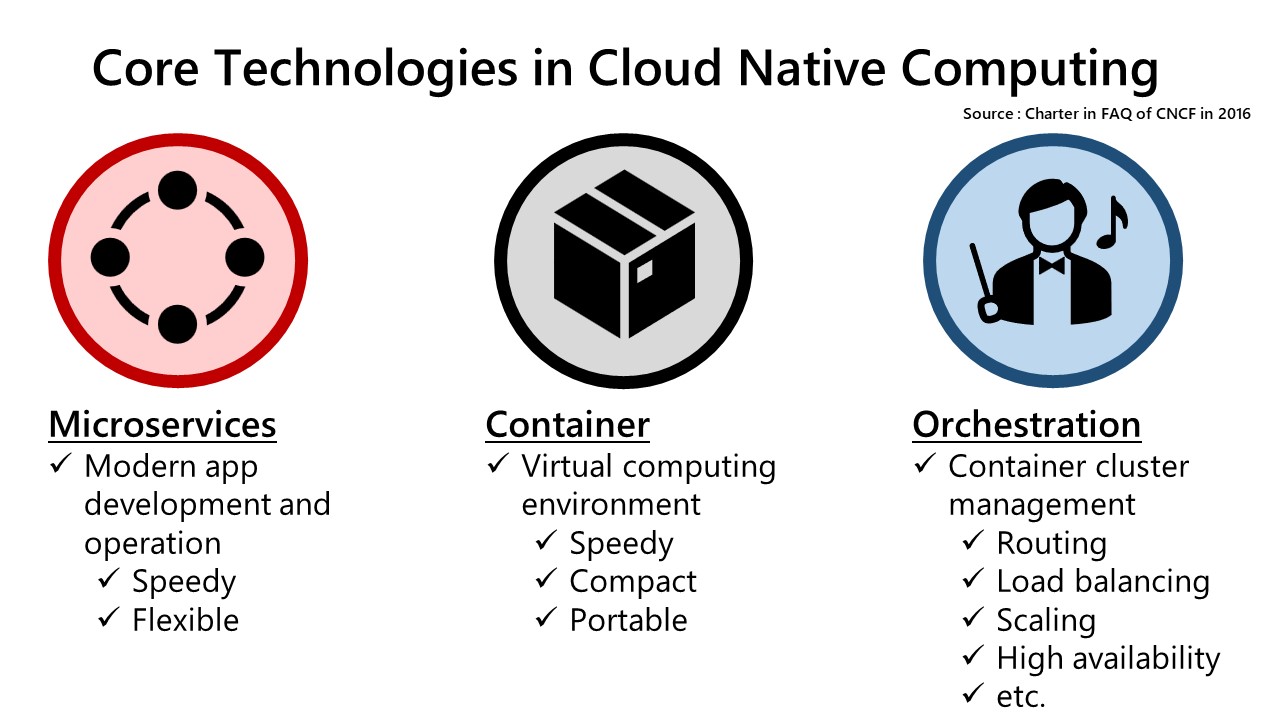 Core Technologies in Cloud Native Computing
Source : Charter in FAQ of CNCF in 2016
Microservices
✓ Modern app
development and
operation
✓ Speedy
✓ Flexible
Container
✓ Virtual computing
environment
✓ Speedy
✓ Compact
✓ Portable
Orchestration
✓ Container cluster
management
✓ Routing
✓ Load balancing
✓ Scaling
✓ High availability
✓ etc.